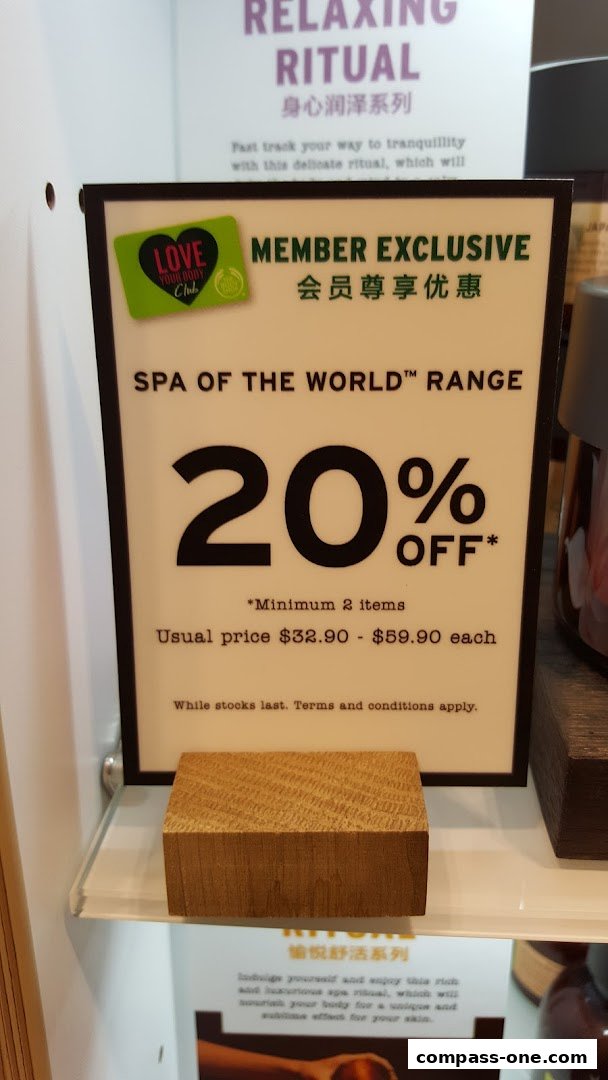 RELAXING
RITUAL
身心润泽系列
Fast track your way to tranquillity
with this delicate ritual, which will
LOVE
YOUR BODY
Club
MEMBER EXCLUSIVE
会员尊享优惠
SPA OF THE WORLD™ RANGE
20% OFF*
*Minimum 2 items
Usual price $32.90 - $59.90 each
While stocks last. Terms and conditions apply.
RITUAL
愉悦舒活系列
Indulge yourself and enjoy this rich
and luxurious spa ritual, which will
nourish your body for a
sublime effect for your skin.
compass-one.com